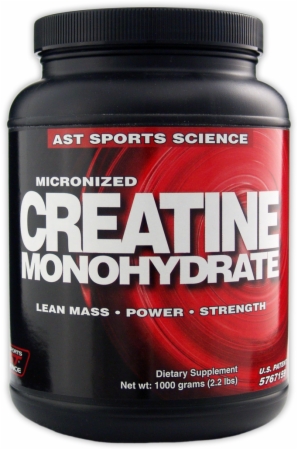 AST SPORTS SCIENCE
MICRONIZED
CREATINE
MONOHYDRATE
LEAN MASS • POWER • STRENGTH
Dietary Supplement
Net wt: 1000 grams (2.2 lbs)
U.S.